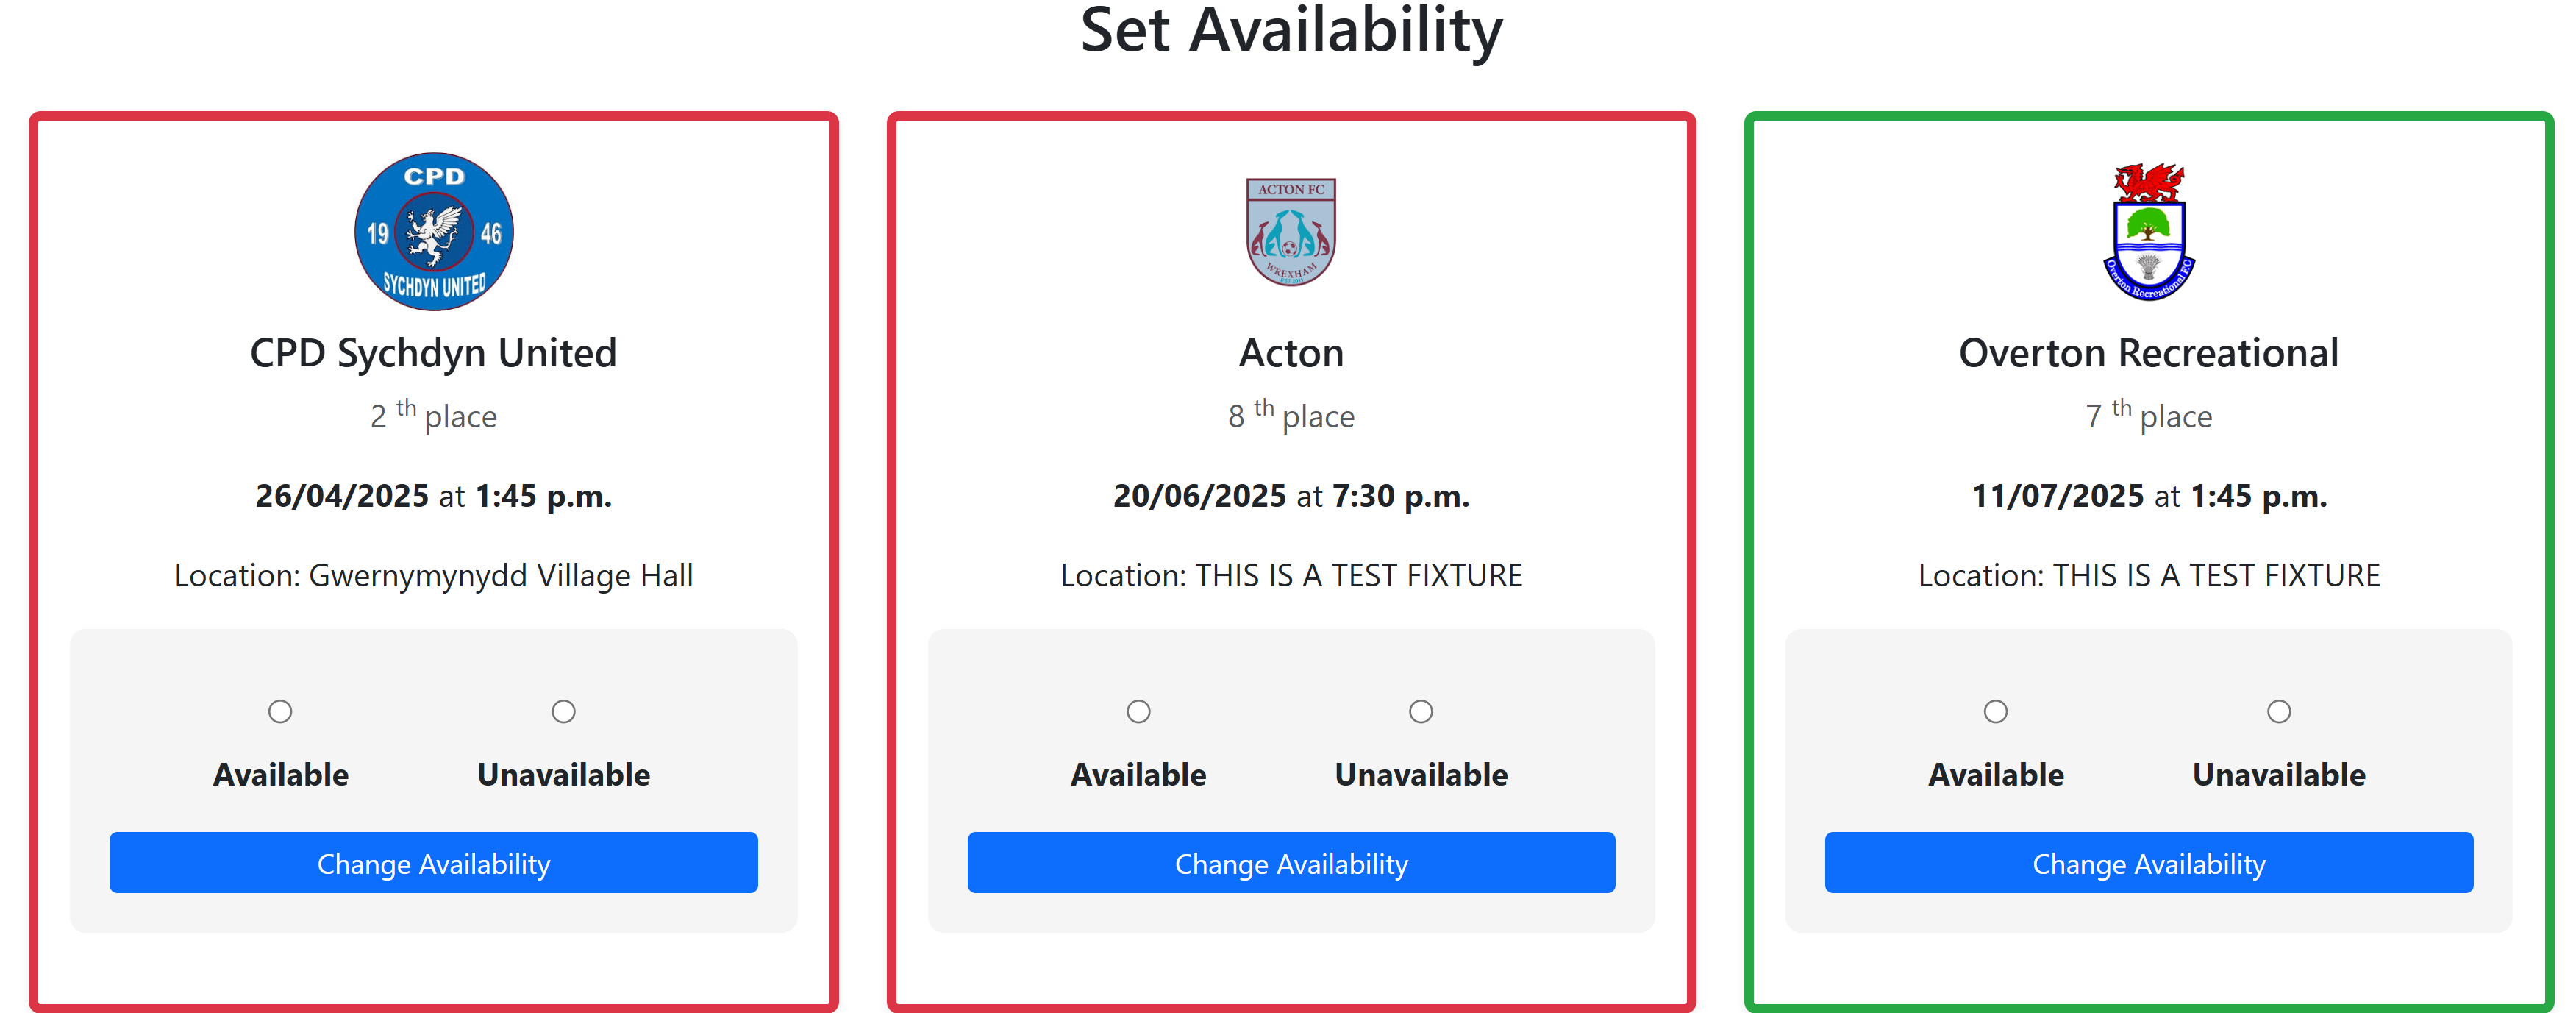 Set Availability
CPD
19 46
SYCHDYN UNITED
CPD Sychdyn United
2 th place
26/04/2025 at 1:45 p.m.
Location: Gwernymynydd Village Hall
Available Unavailable
Change Availability
ACTON FC
WREXHAM
EST 2011
Acton
8 th place
20/06/2025 at 7:30 p.m.
Location: THIS IS A TEST FIXTURE
Available Unavailable
Change Availability
Overton Recreational F.C
Overton Recreational
7 th place
11/07/2025 at 1:45 p.m.
Location: THIS IS A TEST FIXTURE
Available Unavailable
Change Availability